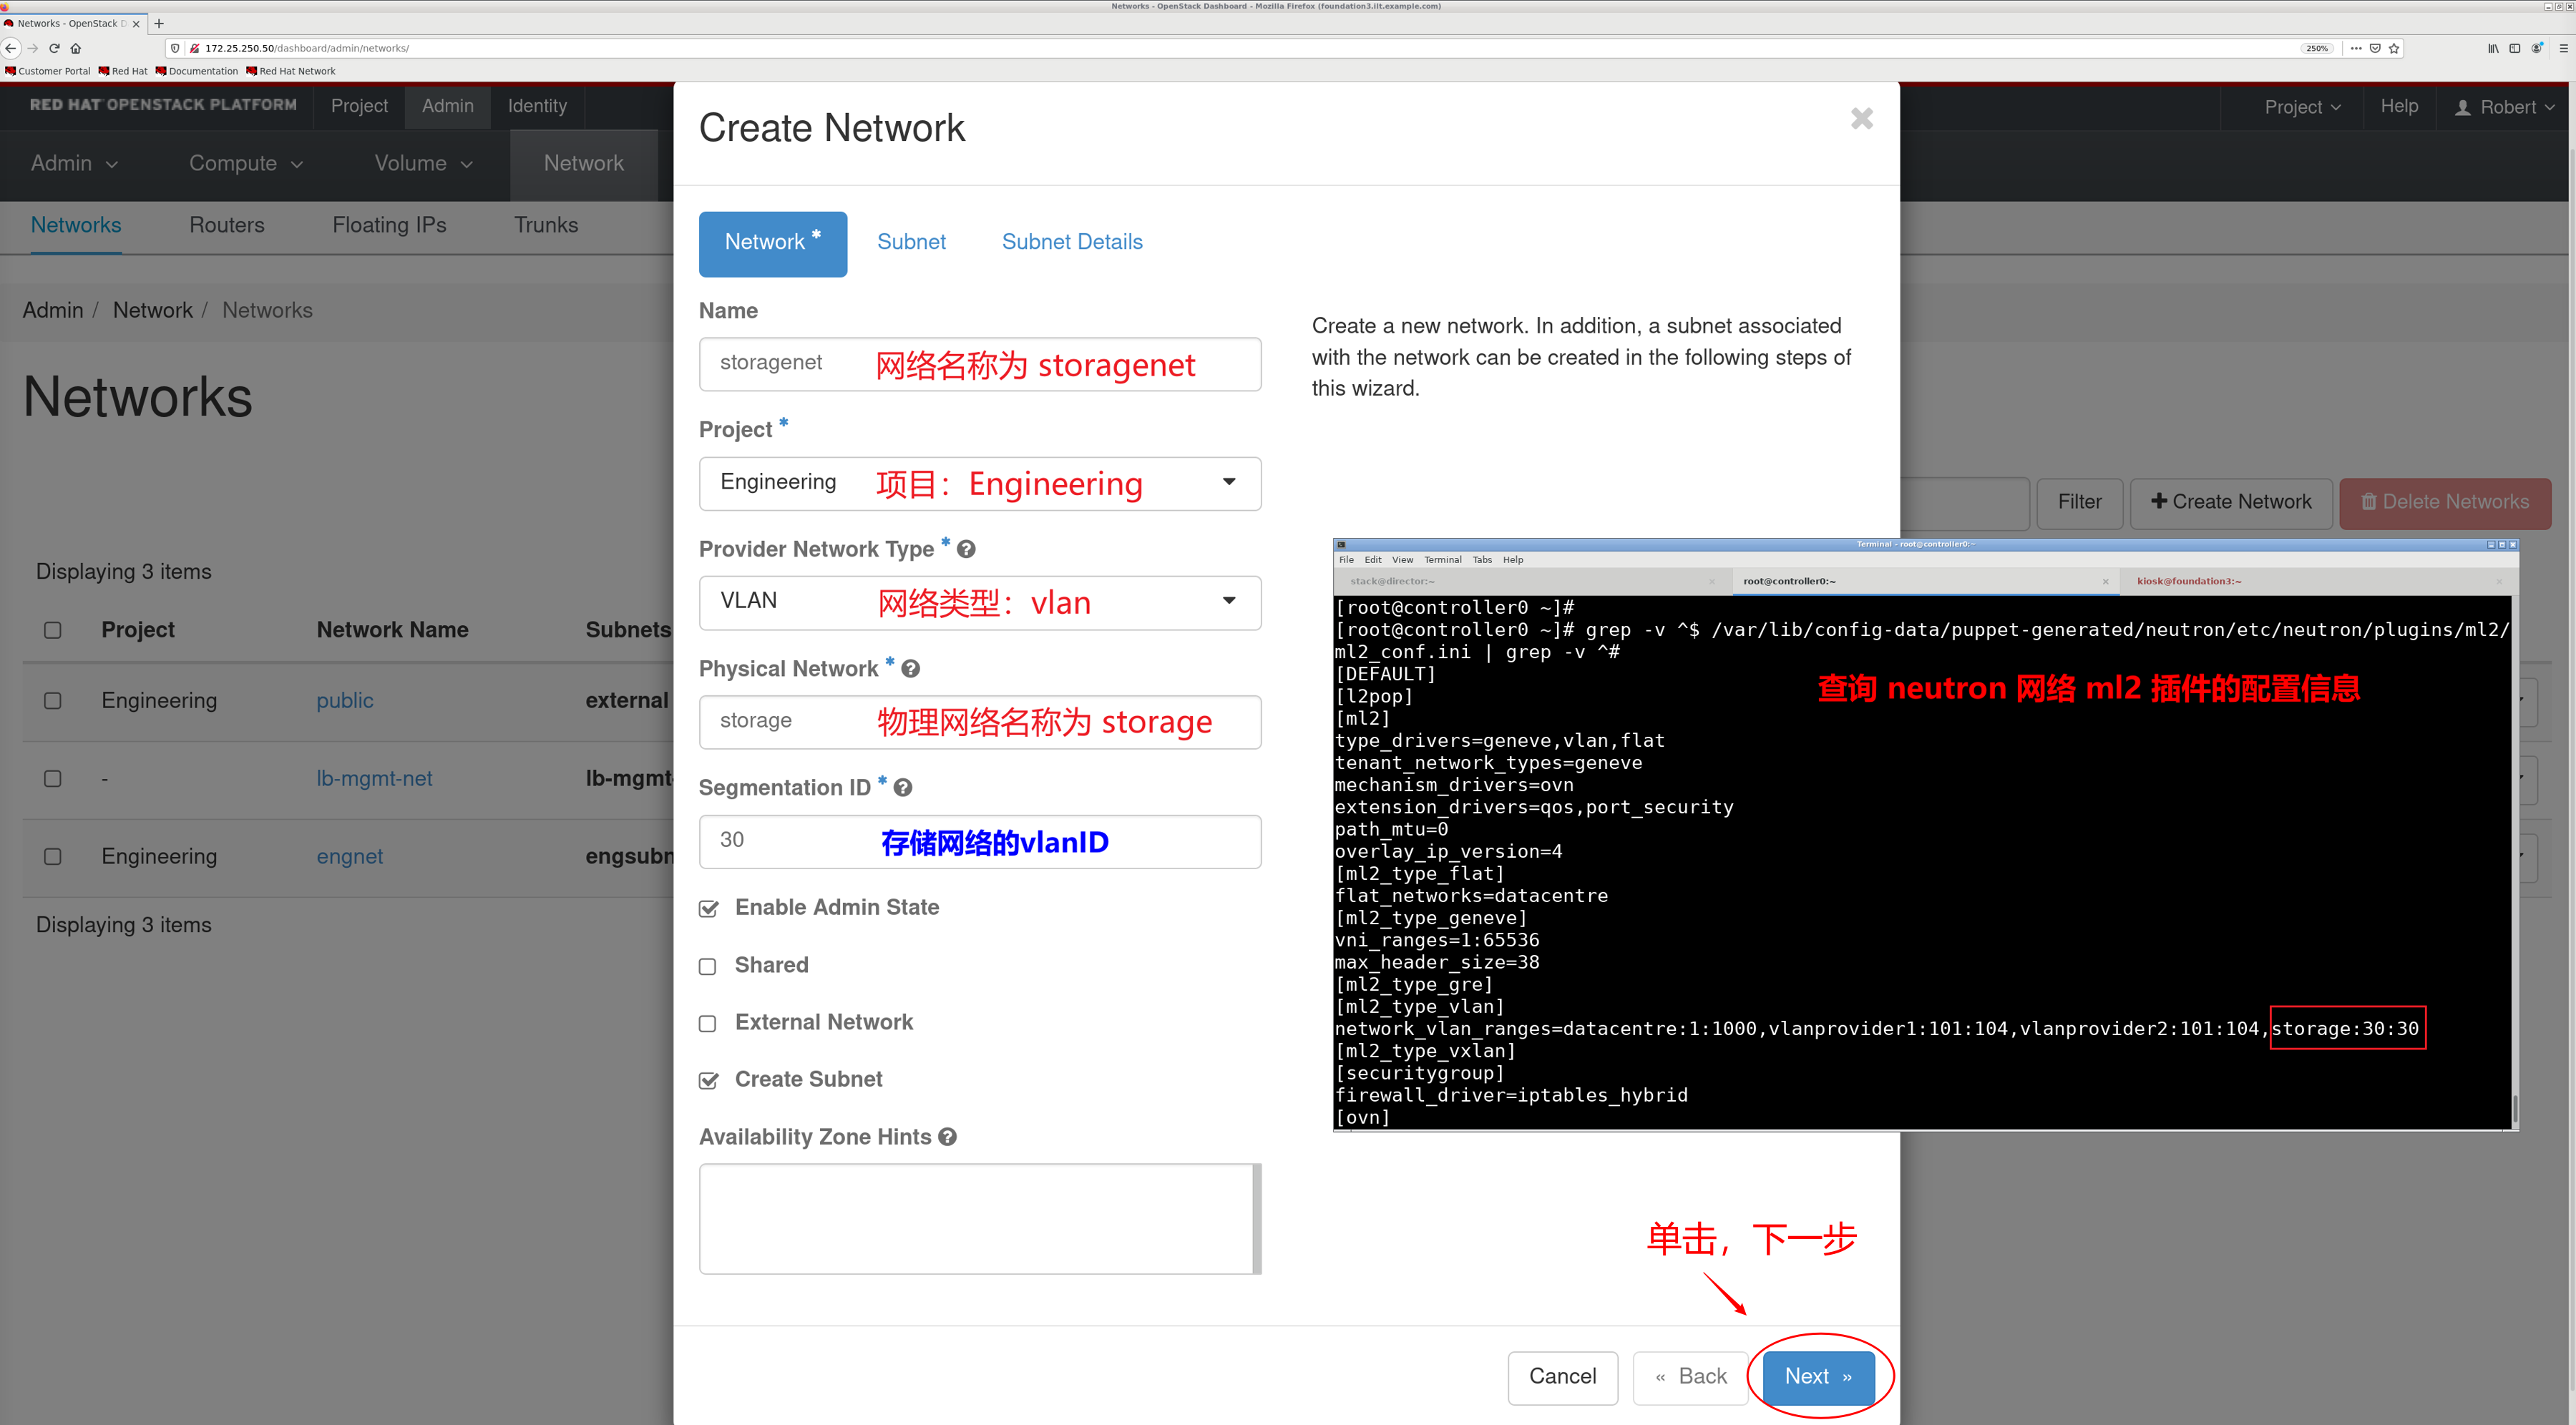 Networks - OpenStack Dashboard - Mozilla Firefox (foundation3.ilt.example.com)
Networks - OpenStack D
172.25.250.50/dashboard/admin/networks/
250%
Customer Portal Red Hat Documentation Red Hat Network
RED HAT OPENSTACK PLATFORM Project Admin Identity
Project Help Robert
Admin Compute Volume Network
Networks Routers Floating IPs Trunks
Admin / Network / Networks
Networks
Filter Create Network Delete Networks
Displaying 3 items
Project Network Name Subnets
Engineering public external
- lb-mgmt-net lb-mgmt-
Engineering engnet engsubn
Displaying 3 items
Create Network
Network * Subnet Subnet Details
Name
storagenet 网络名称为 storagenet
Create a new network. In addition, a subnet associated
with the network can be created in the following steps of
this wizard.
Project *
Engineering 项目：Engineering
Provider Network Type *
VLAN 网络类型：vlan
Physical Network *
storage 物理网络名称为 storage
Segmentation ID *
30 存储网络的vlanID
Enable Admin State
Shared
External Network
Create Subnet
Availability Zone Hints
单击，下一步
Cancel « Back Next »
Terminal - root@controller0:~
File Edit View Terminal Tabs Help
stack@director:~ root@controller0:~ kiosk@foundation3:~
[root@controller0 ~]#
[root@controller0 ~]# grep -v ^$ /var/lib/config-data/puppet-generated/neutron/etc/neutron/plugins/ml2/
ml2_conf.ini | grep -v ^#
[DEFAULT]
查询 neutron 网络 ml2 插件的配置信息
[l2pop]
[ml2]
type_drivers=geneve,vlan,flat
tenant_network_types=geneve
mechanism_drivers=ovn
extension_drivers=qos,port_security
path_mtu=0
overlay_ip_version=4
[ml2_type_flat]
flat_networks=datacentre
[ml2_type_geneve]
vni_ranges=1:65536
max_header_size=38
[ml2_type_gre]
[ml2_type_vlan]
network_vlan_ranges=datacentre:1:1000,vlanprovider1:101:104,vlanprovider2:101:104,storage:30:30
[ml2_type_vxlan]
[securitygroup]
firewall_driver=iptables_hybrid
[ovn]